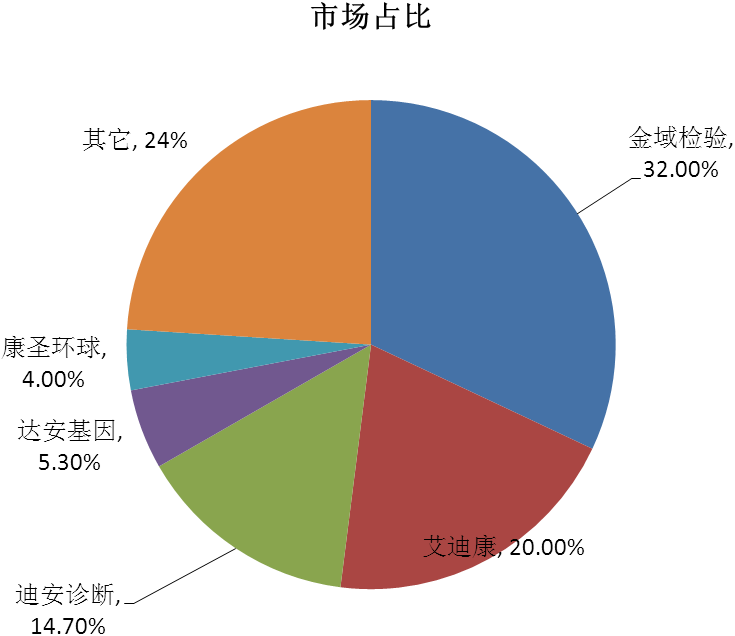 市场占比
其它, 24%
金域检验,
32.00%
康圣环球,
4.00%
达安基因,
5.30%
艾迪康, 20.00%
迪安诊断,
14.70%